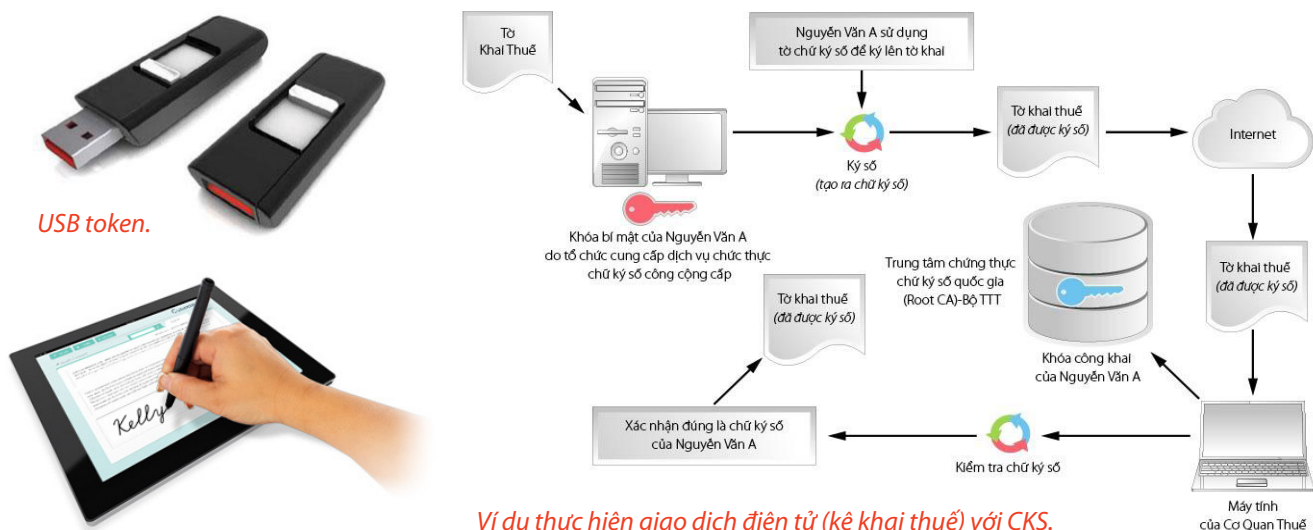 Tờ
Khai Thuế
Nguyễn Văn A sử dụng
tờ chữ ký số để ký lên tờ khai
Ký số
(tạo ra chữ ký số)
Tờ khai thuế
(đã được ký số)
Internet
USB token.
Khóa bí mật của Nguyễn Văn A
do tổ chức cung cấp dịch vụ chức thực
chữ ký số công cộng cấp
Trung tâm chứng thực
chữ ký số quốc gia
(Root CA)-Bộ TTT
Khóa công khai
của Nguyễn Văn A
Tờ khai thuế
(đã được ký số)
Tờ khai thuế
(đã được ký số)
Kelly
Xác nhận đúng là chữ ký số
của Nguyễn Văn A
Kiểm tra chữ ký số
Máy tính
của Cơ Quan Thuế
Ví dụ thực hiện giao dịch điện tử (kê khai thuế) với CKS.